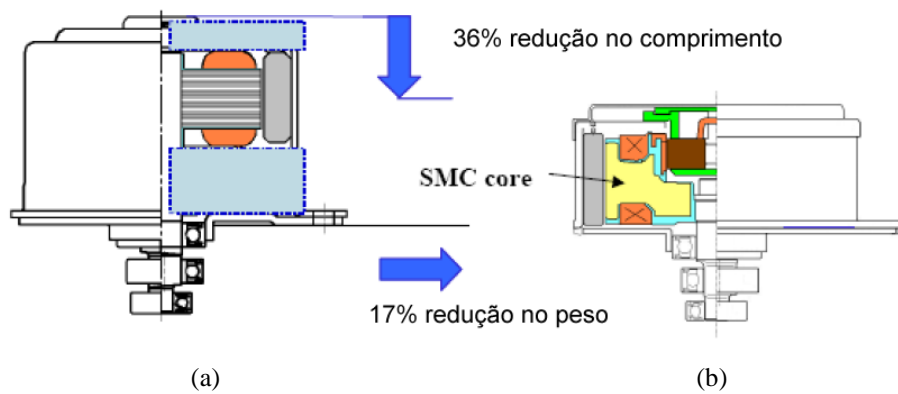 36% redução no comprimento
SMC core
17% redução no peso
(a)
(b)